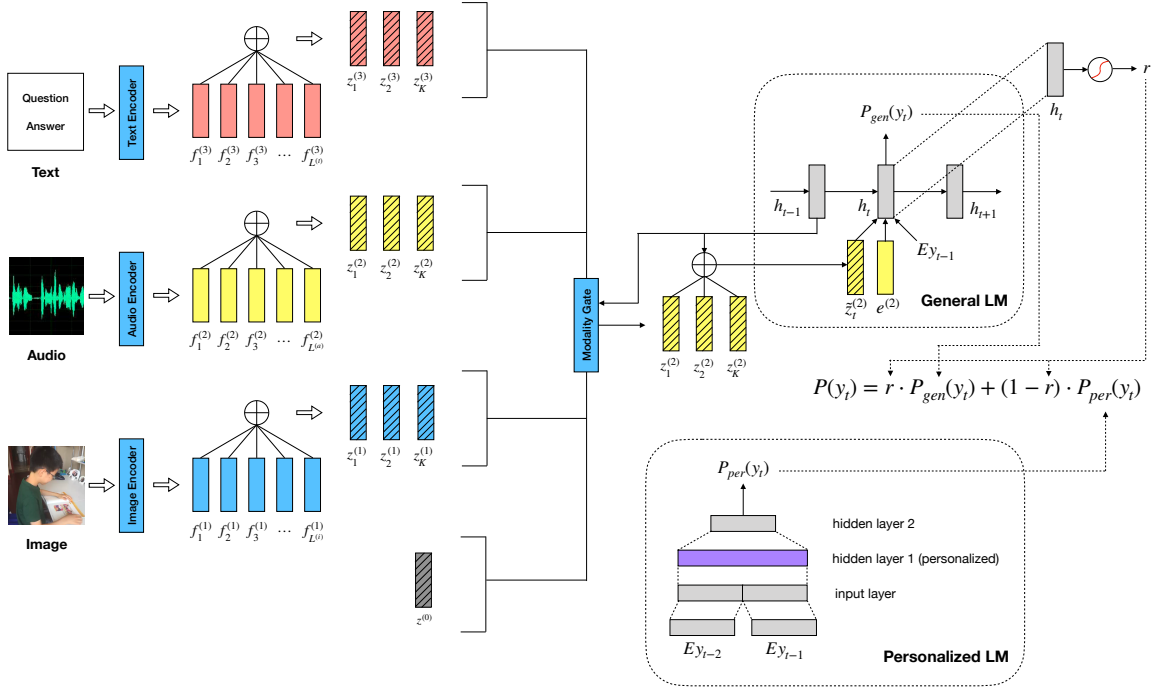 Question
Answer
Text
Text Encoder
f_1^{(3)} f_2^{(3)} f_3^{(3)} ⋯ f_{L^{(t)}}^{(3)}
z_1^{(3)} z_2^{(3)} z_K^{(3)}
Audio
Audio Encoder
f_1^{(2)} f_2^{(2)} f_3^{(2)} ⋯ f_{L^{(a)}}^{(2)}
z_1^{(2)} z_2^{(2)} z_K^{(2)}
Image
Image Encoder
f_1^{(1)} f_2^{(1)} f_3^{(1)} ⋯ f_{L^{(i)}}^{(1)}
z_1^{(1)} z_2^{(1)} z_K^{(1)}
z^{(0)}
Modality Gate
z_1^{(2)} z_2^{(2)} z_K^{(2)}
P_{gen}(y_t)
h_{t-1} h_t h_{t+1}
Ey_{t-1}
z̃_t^{(2)} e^{(2)}
General LM
h_t
r
P(y_t) = r · P_{gen}(y_t) + (1 − r) · P_{per}(y_t)
P_{per}(y_t)
hidden layer 2
hidden layer 1 (personalized)
input layer
Ey_{t-2} Ey_{t-1}
Personalized LM